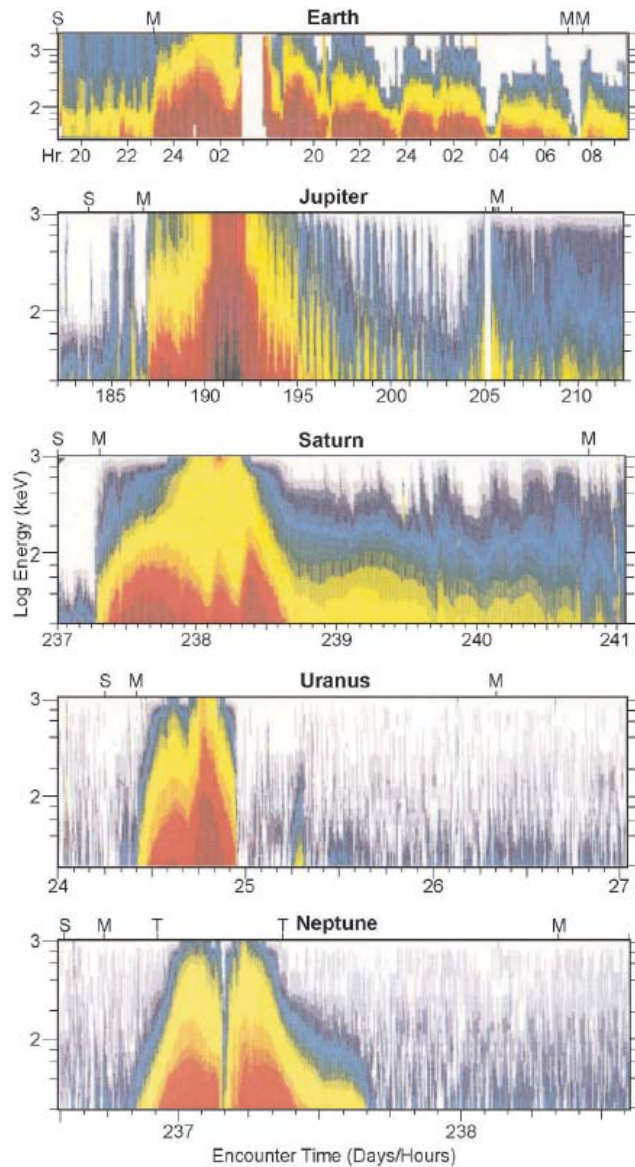 S M Earth M M
3
2
Hr. 20 22 24 02 20 22 24 02 04 06 08
S M Jupiter M
3
2
185 190 195 200 205 210
S M Saturn M
3
2
Log Energy (keV)
237 238 239 240 241
S M Uranus M
3
2
24 25 26 27
S M T T Neptune M
3
2
237 238
Encounter Time (Days/Hours)